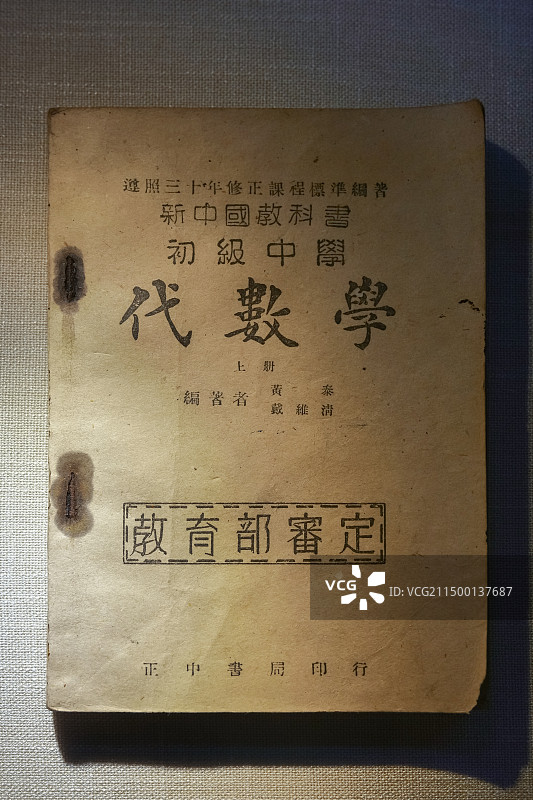 遵照三十年修正課程標準編著
新中國教科書
初級中學
代數學
上册
編著者
黃泰
戴維清
教育部審定
VCG
ID:VCG211500137687
正中書局印行